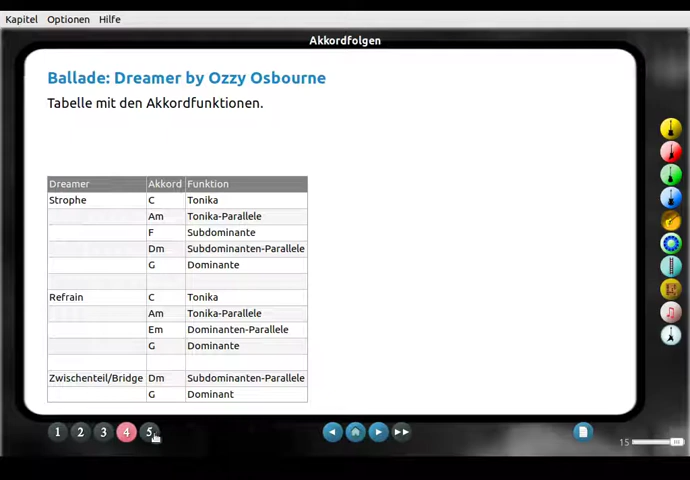 Kapitel Optionen Hilfe
Akkordfolgen
Ballade: Dreamer by Ozzy Osbourne
Tabelle mit den Akkordfunktionen.
Dreamer Akkord Funktion
Strophe C Tonika
Am Tonika-Parallele
F Subdominante
Dm Subdominanten-Parallele
G Dominante
Refrain C Tonika
Am Tonika-Parallele
Em Dominanten-Parallele
G Dominante
Zwischenteil/Bridge Dm Subdominanten-Parallele
G Dominant
1 2 3 4 5
15